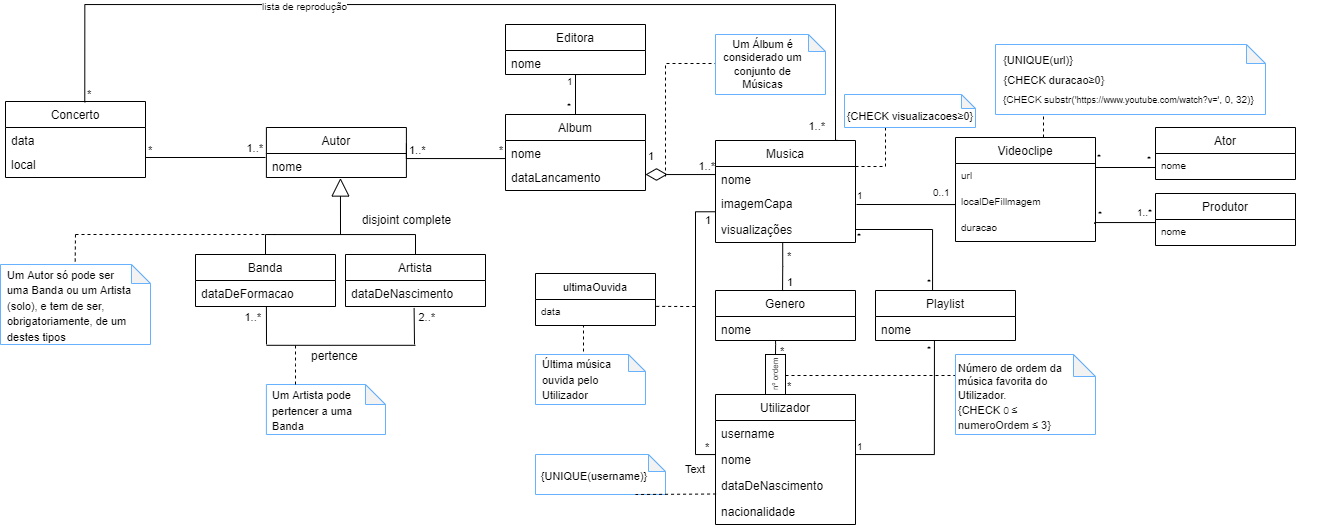 lista de reprodução
*
1..*
Concerto
data
local
*
1..*
Autor
nome
1..*
*
Editora
nome
1
*
Album
nome
dataLancamento
1
1..*
Um Álbum é
considerado um
conjunto de
Músicas
{CHECK visualizacoes≥0}
Musica
nome
imagemCapa
visualizações
1
0..1
{UNIQUE(url)}
{CHECK duracao≥0}
{CHECK substr('https://www.youtube.com/watch?v=', 0, 32)}
Videoclipe
url
localDeFilImagem
duracao
*
*
Ator
nome
*
1..*
Produtor
nome
disjoint complete
Um Autor só pode ser
uma Banda ou um Artista
(solo), e tem de ser,
obrigatoriamente, de um
destes tipos
Banda
dataDeFormacao
Artista
dataDeNascimento
1..*
2..*
pertence
Um Artista pode
pertencer a uma
Banda
ultimaOuvida
data
Última música
ouvida pelo
Utilizador
1
*
*
1
Genero
nome
*
*
Playlist
nome
*
*
nº ordem
*
Número de ordem da
música favorita do
Utilizador.
{CHECK 0 ≤
numeroOrdem ≤ 3}
Utilizador
username
nome
dataDeNascimento
nacionalidade
1
Text
{UNIQUE(username)}